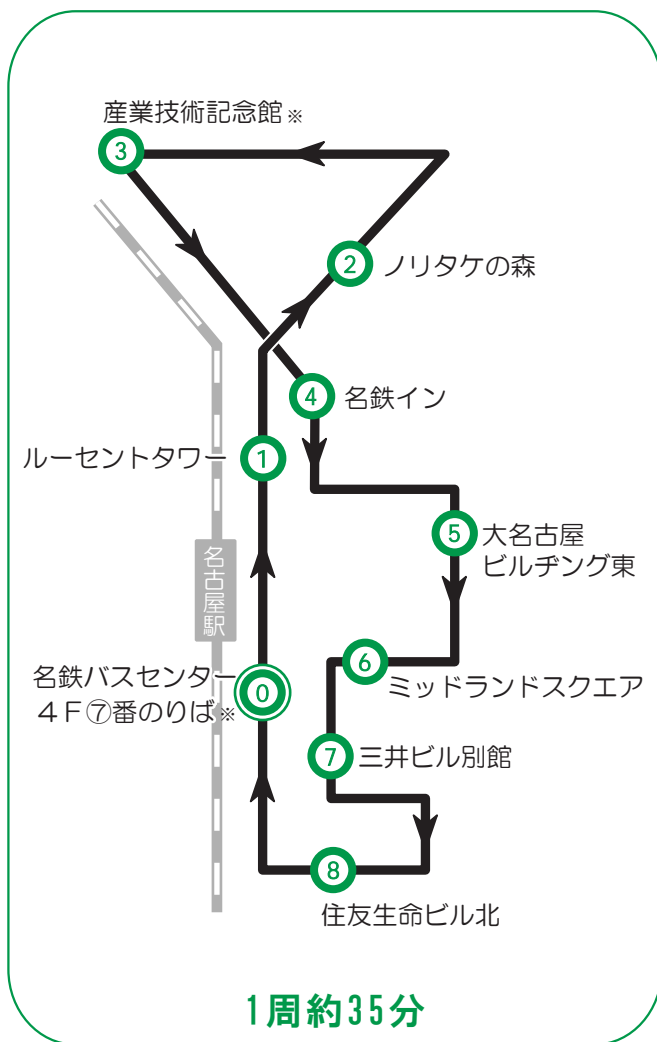 産業技術記念館※
3
2
ノリタケの森
4
名鉄イン
ルーセントタワー
1
5
大名古屋
ビルヂング東
名古屋駅
6
ミッドランドスクエア
名鉄バスセンター
4F⑦番のりば※
0
7
三井ビル別館
8
住友生命ビル北
1周約35分